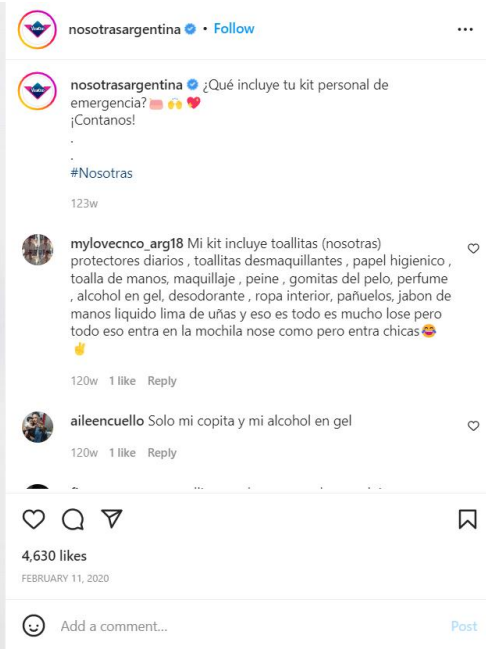 nosotrasargentina • Follow
nosotrasargentina ¿Qué incluye tu kit personal de
emergencia?
¡Contanos!
.
.
#Nosotras
123w
mylovecnco_arg18 Mi kit incluye toallitas (nosotras)
protectores diarios , toallitas desmaquillantes , papel higienico ,
toalla de manos, maquillaje , peine , gomitas del pelo, perfume
, alcohol en gel, desodorante , ropa interior, pañuelos, jabon de
manos liquido lima de uñas y eso es todo es mucho lose pero
todo eso entra en la mochila nose como pero entra chicas😂
✌
120w 1 like Reply
aileencuello Solo mi copita y mi alcohol en gel
120w 1 like Reply
4,630 likes
FEBRUARY 11, 2020
Add a comment... Post